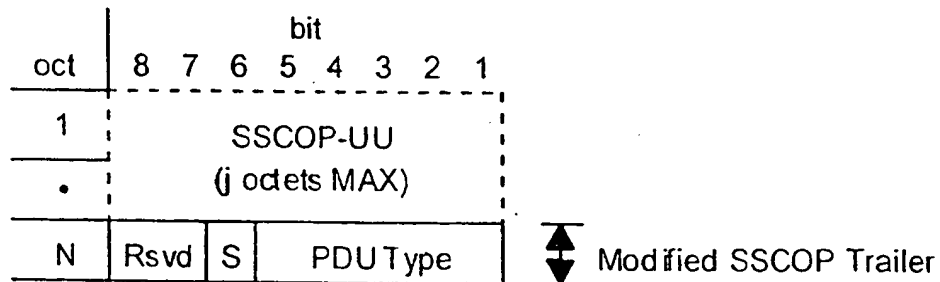 bit
oct 8 7 6 5 4 3 2 1
1 SSCOP-UU
• (j octets MAX)
N Rsvd S PDU Type Modified SSCOP Trailer